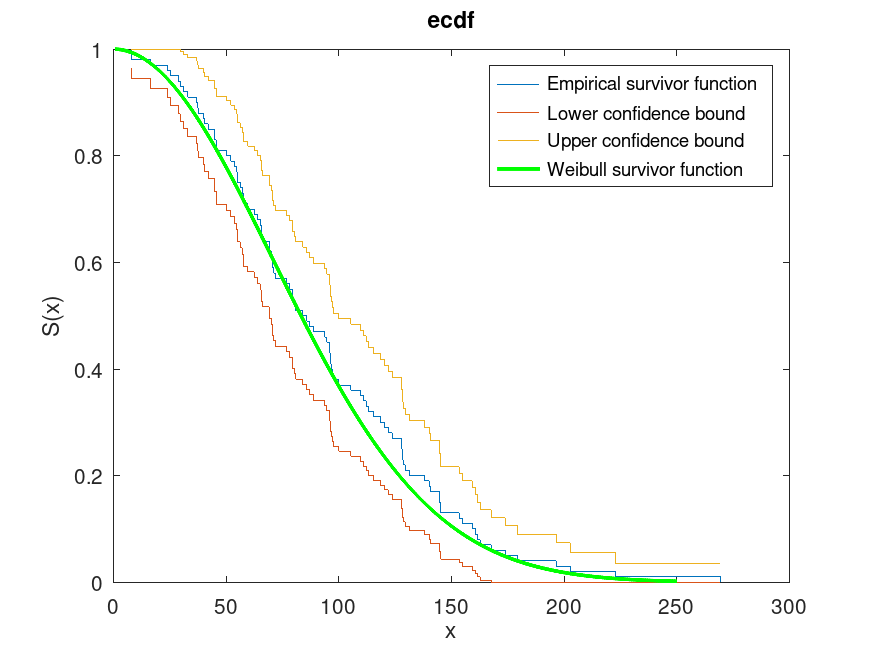 ecdf
Empirical survivor function
Lower confidence bound
Upper confidence bound
Weibull survivor function
S(x)
1
0.8
0.6
0.4
0.2
0
0 50 100 150 200 250 300
x